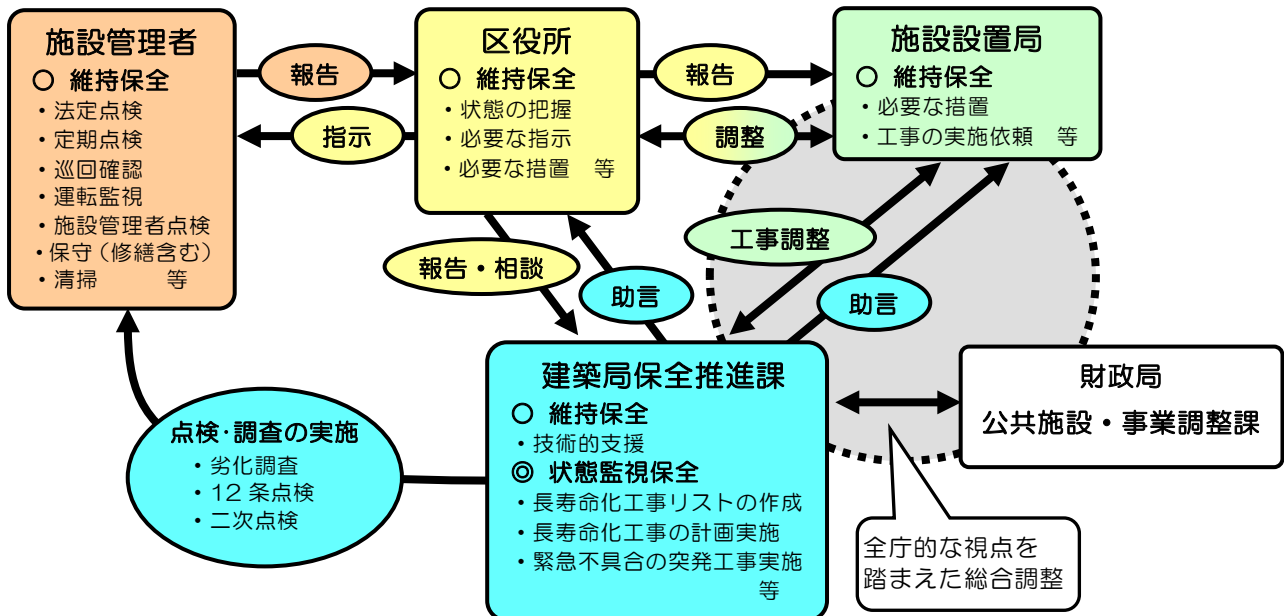 施設管理者
○ 維持保全
・法定点検
・定期点検
・巡回確認
・運転監視
・施設管理者点検
・保守（修繕含む）
・清掃　　　等
報告
指示
区役所
○ 維持保全
・状態の把握
・必要な指示
・必要な措置　等
報告
調整
施設設置局
○ 維持保全
・必要な措置
・工事の実施依頼　等
報告・相談
助言
工事調整
助言
点検・調査の実施
・劣化調査
・12 条点検
・二次点検
建築局保全推進課
○ 維持保全
・技術的支援
◎ 状態監視保全
・長寿命化工事リストの作成
・長寿命化工事の計画実施
・緊急不具合の突発工事実施
等
財政局
公共施設・事業調整課
全庁的な視点を
踏まえた総合調整